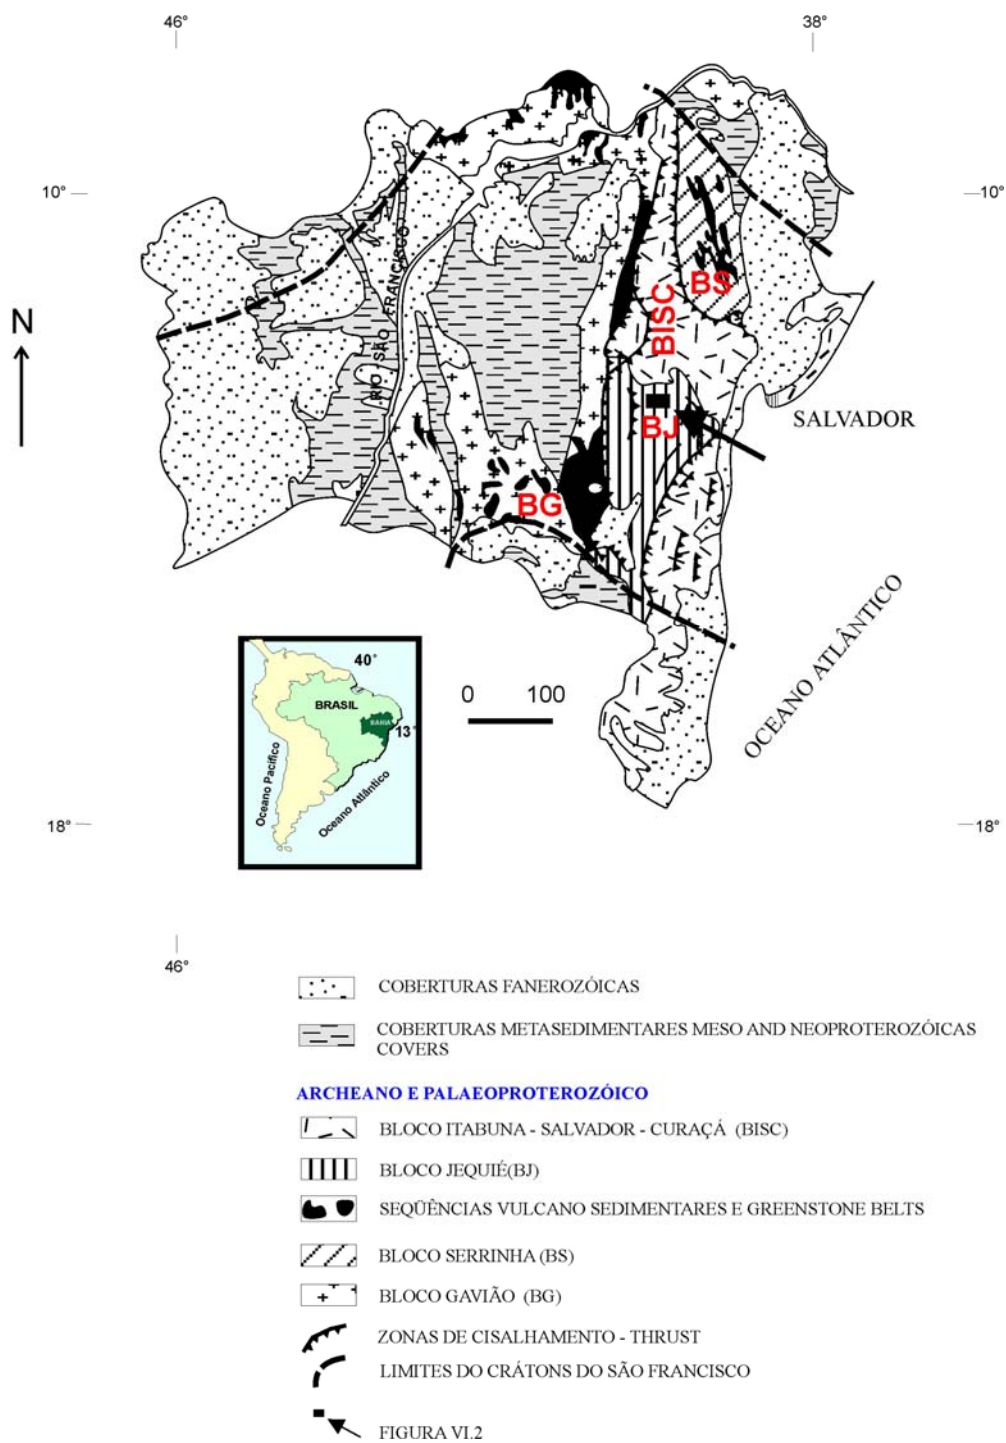 46°
38°
10°
10°
N
RIO SÃO FRANCISCO
BS
BISC
BJ
BG
SALVADOR
OCEANO ATLÂNTICO
40°
BRASIL
BAHIA
13°
Oceano Pacífico
Oceano Atlântico
0 100
18°
18°
46°
COBERTURAS FANEROZÓICAS
COBERTURAS METASEDIMENTARES MESO AND NEOPROTEROZÓICAS
COVERS
ARCHEANO E PALAEOPROTEROZÓICO
BLOCO ITABUNA - SALVADOR - CURAÇÁ (BISC)
BLOCO JEQUIÉ(BJ)
SEQÜÊNCIAS VULCANO SEDIMENTARES E GREENSTONE BELTS
BLOCO SERRINHA (BS)
BLOCO GAVIÃO (BG)
ZONAS DE CISALHAMENTO - THRUST
LIMITES DO CRÁTONS DO SÃO FRANCISCO
FIGURA VI.2